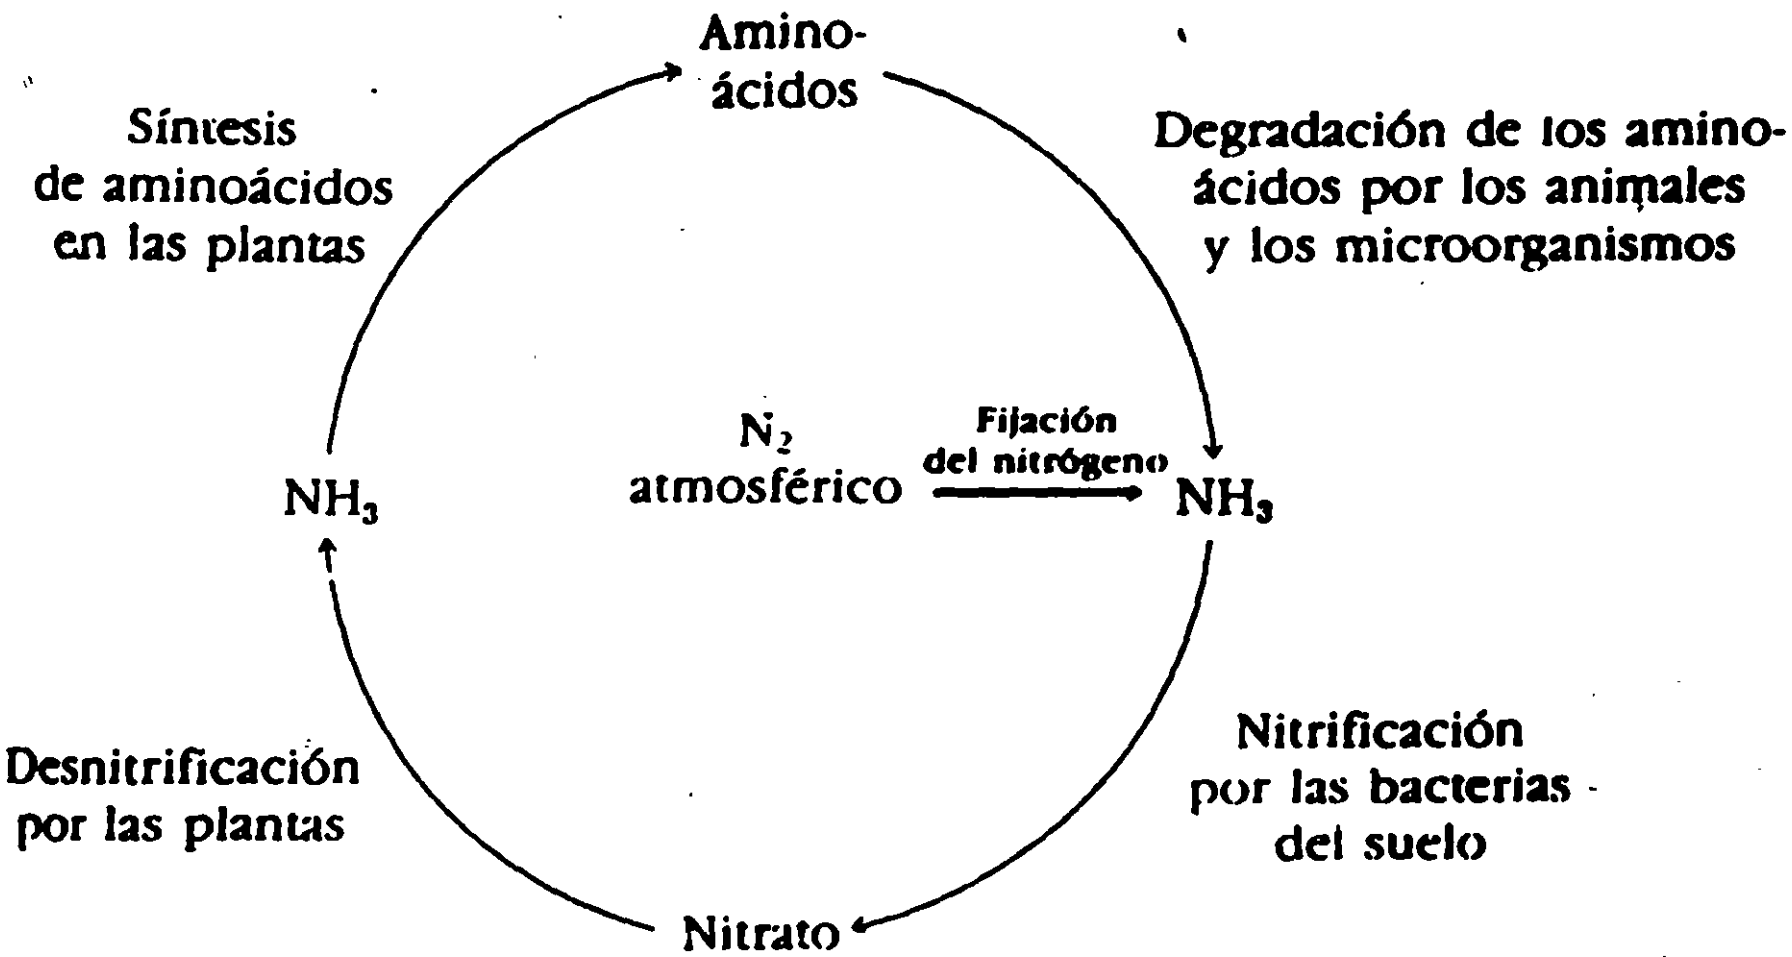 Amino-
ácidos
Síntesis
de aminoácidos
en las plantas
Degradación de los amino-
ácidos por los animales
y los microorganismos
N₂
atmosférico
Fijación
del nitrógeno
NH₃
NH₃
Desnitrificación
por las plantas
Nitrificación
por las bacterias
del suelo
Nitrato